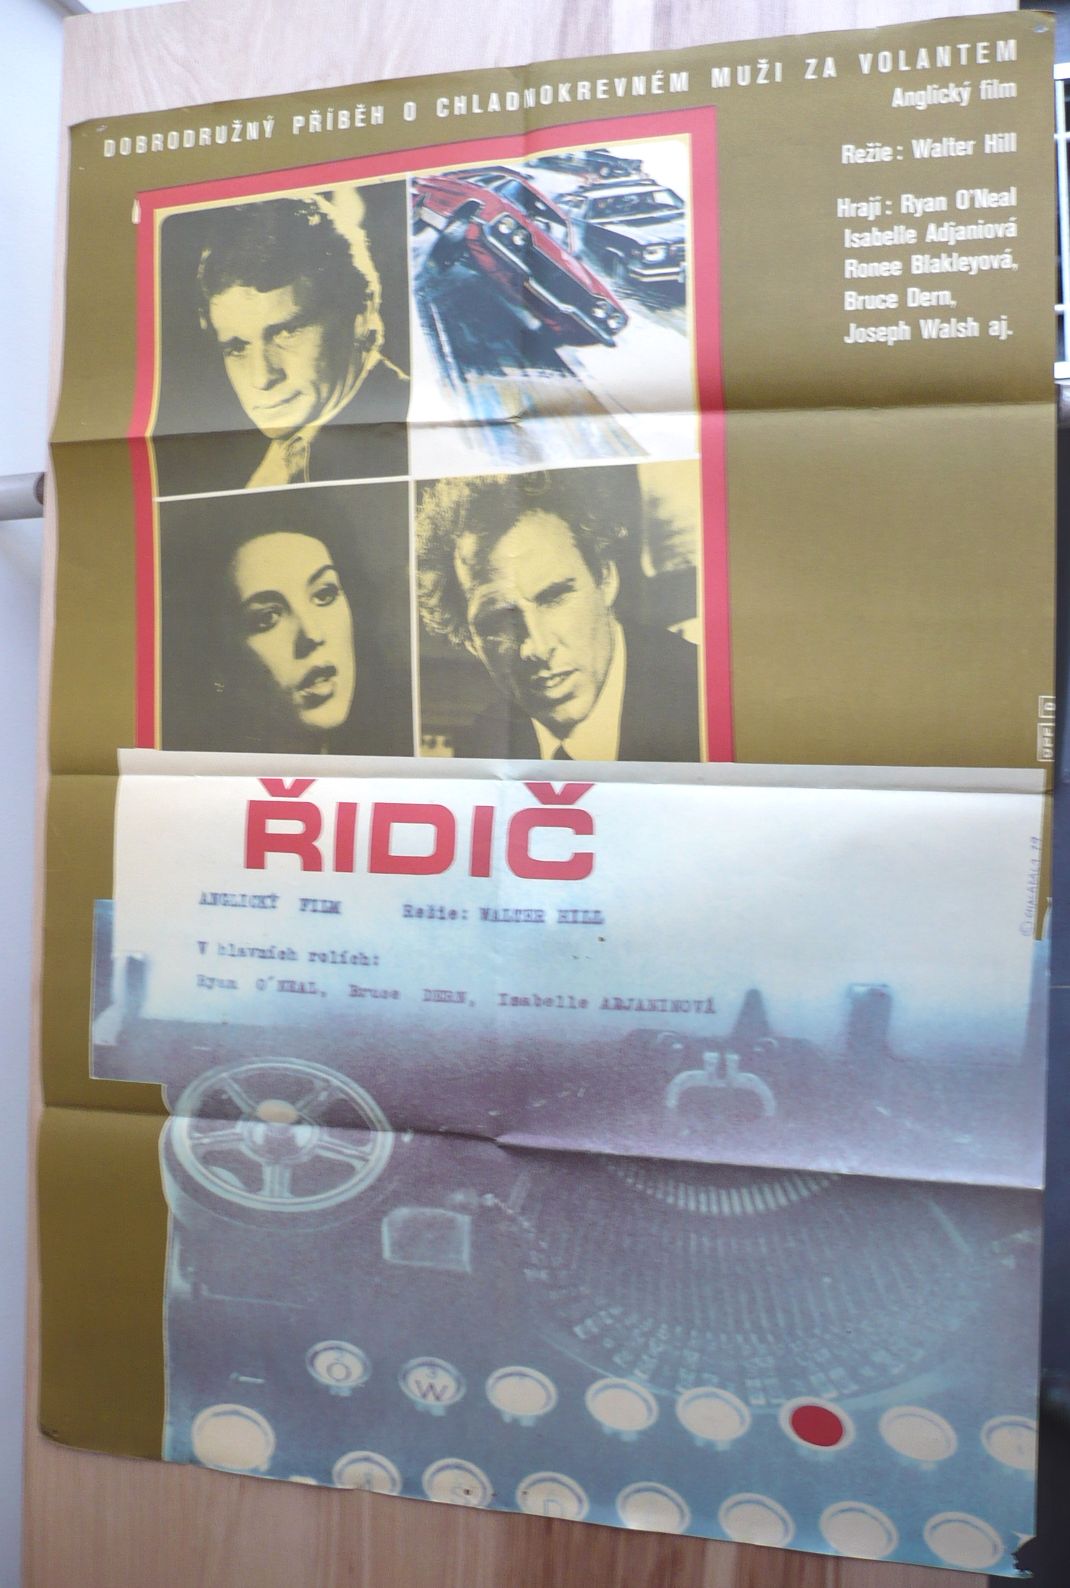 DOBRODRUŽNÝ PŘÍBĚH O CHLADNOKREVNÉM MUŽI ZA VOLANTEM
Anglický film
Režie: Walter Hill
Hrají: Ryan O'Neal
Isabelle Adjaniová
Ronee Blakleyová,
Bruce Dern,
Joseph Walsh aj.
ŘIDIČ
ANGLICKÝ FILM Režie: WALTER HILL
V hlavních rolích:
Ryan O'NEAL, Bruce DERN, Isabelle ADJANINOVÁ
3
W
A S D